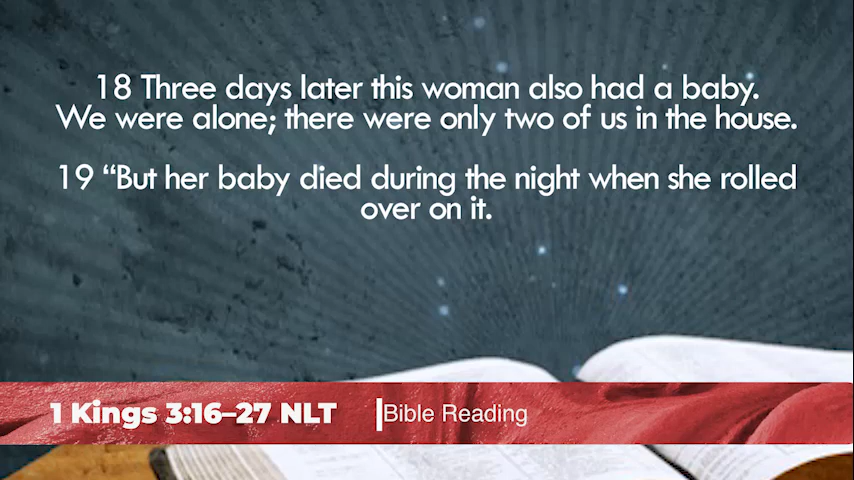 18 Three days later this woman also had a baby.
We were alone; there were only two of us in the house.
19 “But her baby died during the night when she rolled
over on it.
1 Kings 3:16–27 NLT
Bible Reading